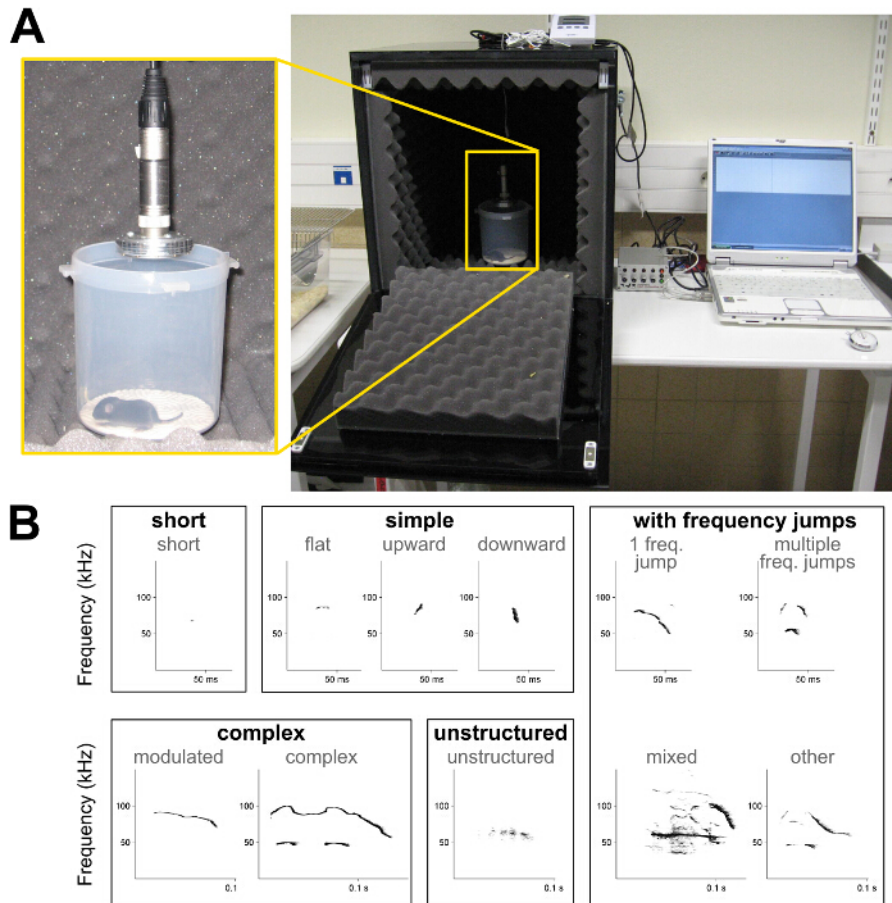 A
B
short
short
simple
flat upward downward
with frequency jumps
1 freq. jump
multiple freq. jumps
Frequency (kHz)
100
50
50 ms
100
50
50 ms
100
50
50 ms
100
50
50 ms
100
50
50 ms
100
50
50 ms
complex
modulated complex
unstructured
unstructured
mixed other
Frequency (kHz)
100
50
0.1
100
50
0.1 s
100
50
0.1 s
100
50
0.1 s
100
50
0.1 s